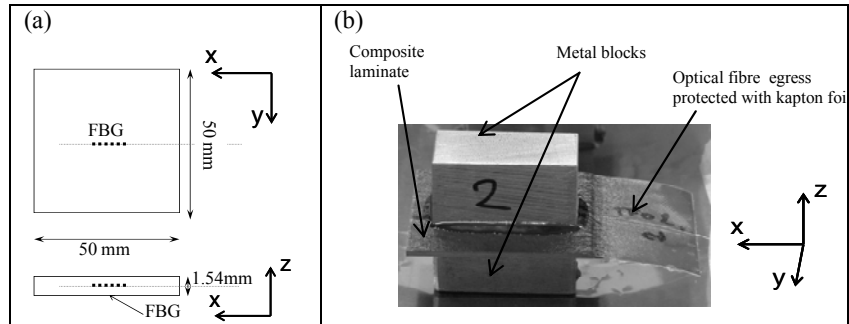 (a)
x
y
FBG
50 mm
50 mm
z
1.54mm
x
FBG
(b)
Composite
laminate
Metal blocks
Optical fibre egress
protected with kapton foi
2
z
x
y